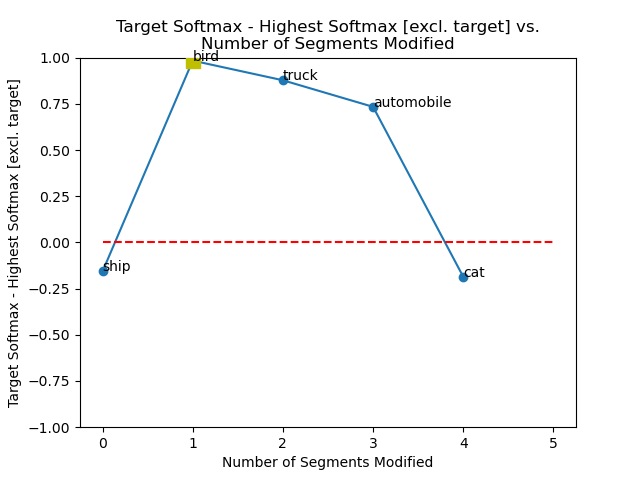 Target Softmax - Highest Softmax [excl. target] vs.
Number of Segments Modified
Target Softmax - Highest Softmax [excl. target]
1.00
0.75
0.50
0.25
0.00
−0.25
−0.50
−0.75
−1.00
bird
truck
automobile
ship
cat
0 1 2 3 4 5
Number of Segments Modified